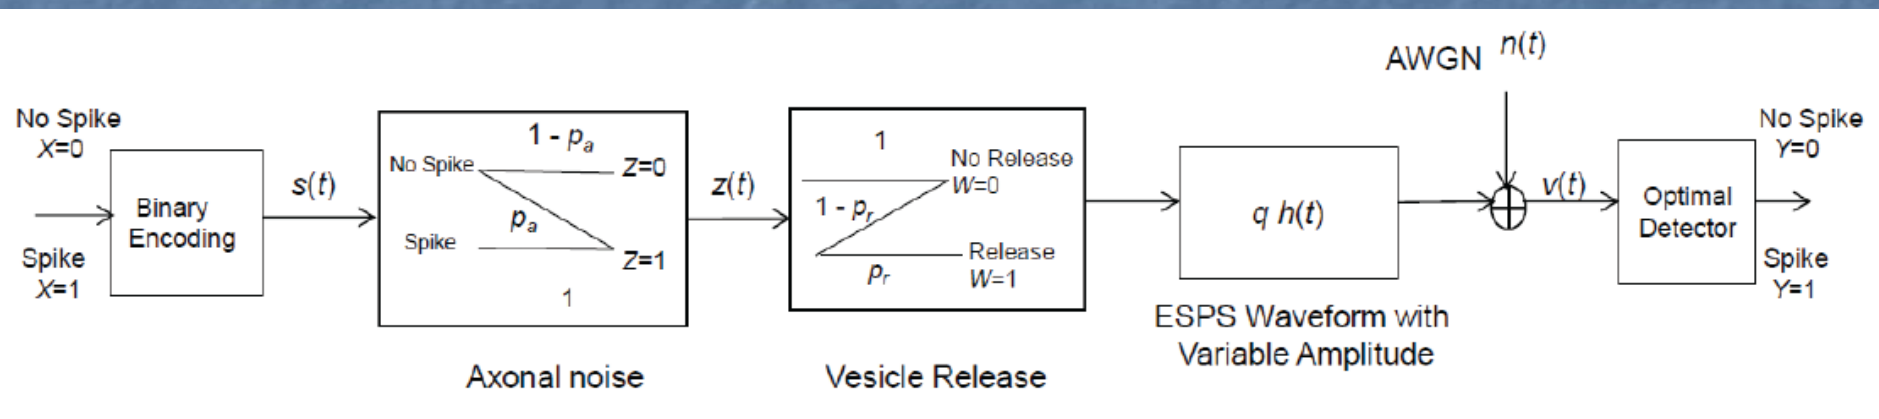 No Spike
X=0
Spike
X=1
Binary
Encoding
s(t)
No Spike
1 - pa
Z=0
pa
Spike
Z=1
1
Axonal noise
z(t)
1
No Release
W=0
1 - pr
Release
W=1
pr
Vesicle Release
q h(t)
ESPS Waveform with
Variable Amplitude
AWGN n(t)
v(t)
Optimal
Detector
No Spike
Y=0
Spike
Y=1